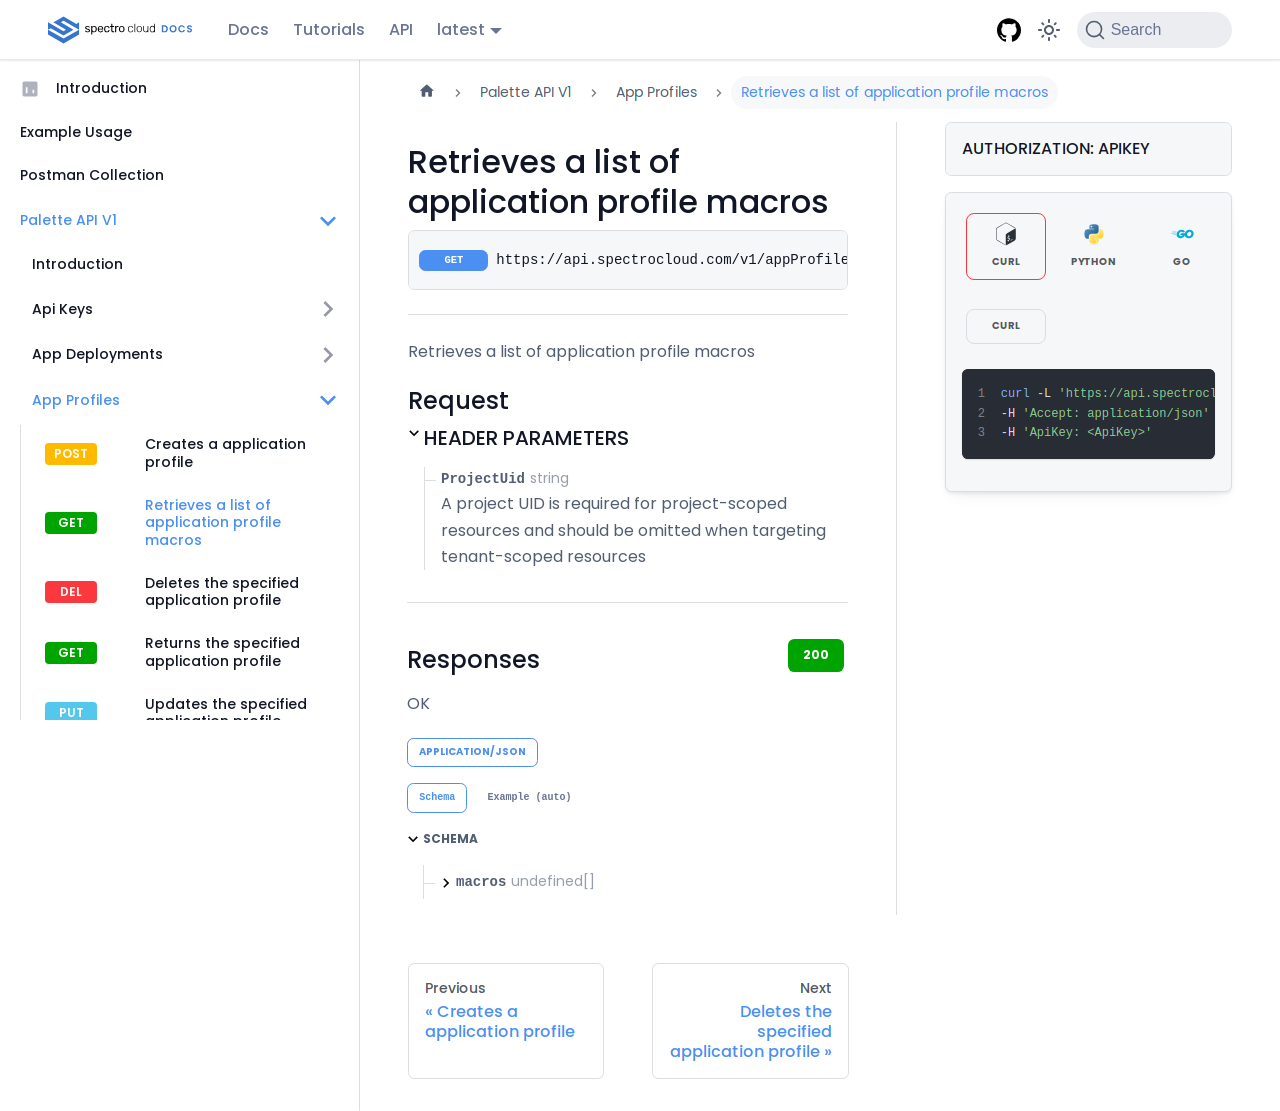 spectro cloud DOCS
Docs
Tutorials
API
latest
Search
Introduction
Example Usage
Postman Collection
Palette API V1
Introduction
Api Keys
App Deployments
App Profiles
POST
Creates a application
profile
GET
Retrieves a list of
application profile
macros
DEL
Deletes the specified
application profile
GET
Returns the specified
application profile
PUT
Updates the specified
application profile
Palette API V1
App Profiles
Retrieves a list of application profile macros
Retrieves a list of
application profile macros
GET https://api.spectrocloud.com/v1/appProfile
Retrieves a list of application profile macros
Request
HEADER PARAMETERS
ProjectUid string
A project UID is required for project-scoped
resources and should be omitted when targeting
tenant-scoped resources
Responses
200
OK
APPLICATION/JSON
Schema
Example (auto)
SCHEMA
macros undefined[]
Previous
« Creates a
application profile
Next
Deletes the
specified
application profile »
AUTHORIZATION: APIKEY
CURL
PYTHON
GO
CURL
1 curl -L 'https://api.spectrocl
2 -H 'Accept: application/json'
3 -H 'ApiKey: <ApiKey>'